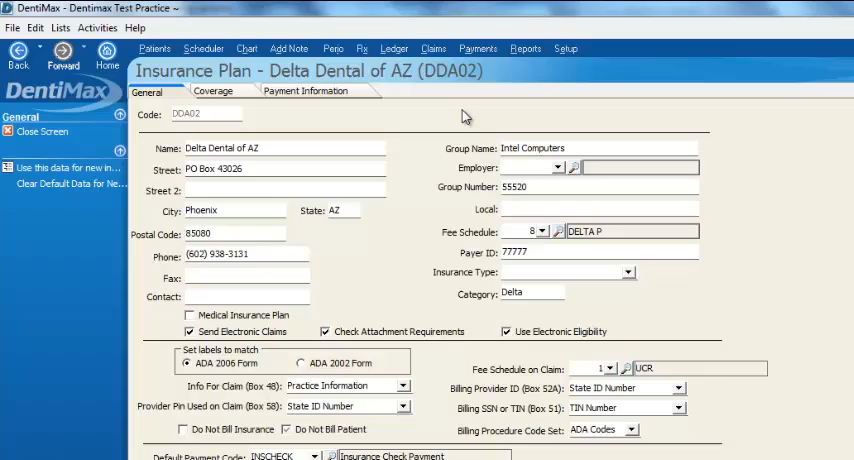 DentiMax - Dentimax Test Practice ~
File Edit Lists Activities Help
Back Forward Home
Patients Scheduler Chart Add Note Perio Rx Ledger Claims Payments Reports Setup
DentiMax
Insurance Plan - Delta Dental of AZ (DDA02)
General Coverage Payment Information
General
Close Screen
Use this data for new in...
Clear Default Data for Ne...
Code: DDA02
Name: Delta Dental of AZ Group Name: Intel Computers
Street: PO Box 43026 Employer:
Street 2: Group Number: 55520
City: Phoenix State: AZ Local:
Postal Code: 85080 Fee Schedule: 8 DELTA P
Phone: (602) 938-3131 Payer ID: 77777
Fax: Insurance Type:
Contact: Category: Delta
Medical Insurance Plan
Send Electronic Claims Check Attachment Requirements Use Electronic Eligibility
Set labels to match
ADA 2006 Form ADA 2002 Form Fee Schedule on Claim: 1 UCR
Info For Claim (Box 48) Practice Information Billing Provider ID (Box 52A) State ID Number
Provider Pin Used on Claim (Box 58) State ID Number Billing SSN or TIN (Box 51) TIN Number
Do Not Bill Insurance Do Not Bill Patient Billing Procedure Code Set: ADA Codes
Default Payment Code: INSCHECK Insurance Check Payment